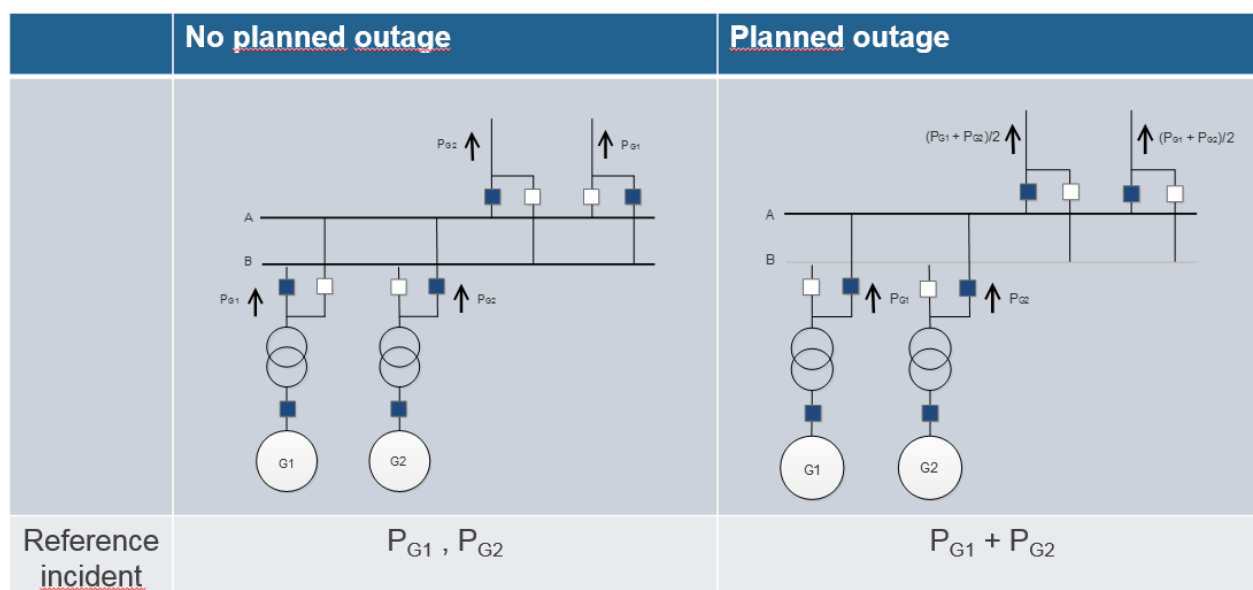 No planned outage
Planned outage
PG2
PG1
A
B
PG1
PG2
G1
G2
(PG1 + PG2)/2
(PG1 + PG2)/2
A
B
PG1
PG2
G1
G2
Reference
incident
PG1 , PG2
PG1 + PG2